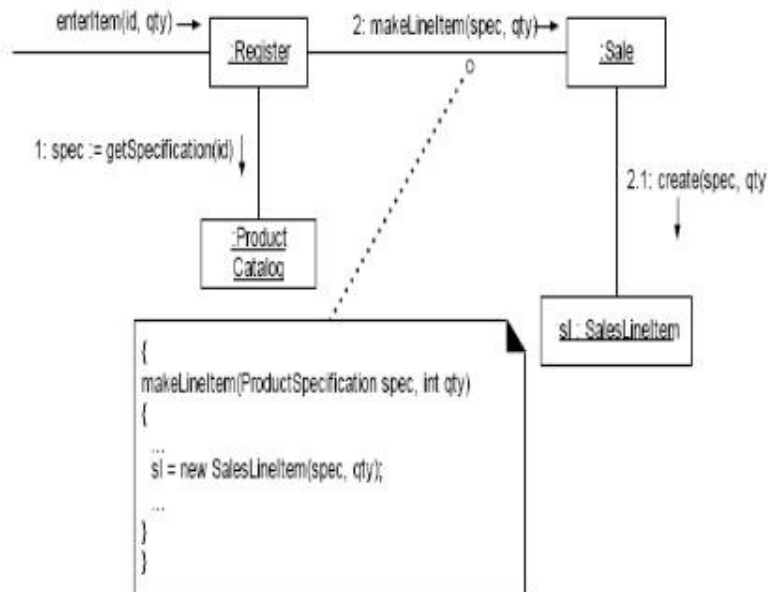 enterItem(id, qty)
2: makeLineItem(spec, qty)
:Register
:Sale
1: spec := getSpecification(id)
2.1: create(spec, qty
:Product
Catalog
sl : SalesLineItem
{
makeLineItem(ProductSpecification spec, int qty)
{
...
sl = new SalesLineItem(spec, qty);
...
}
}